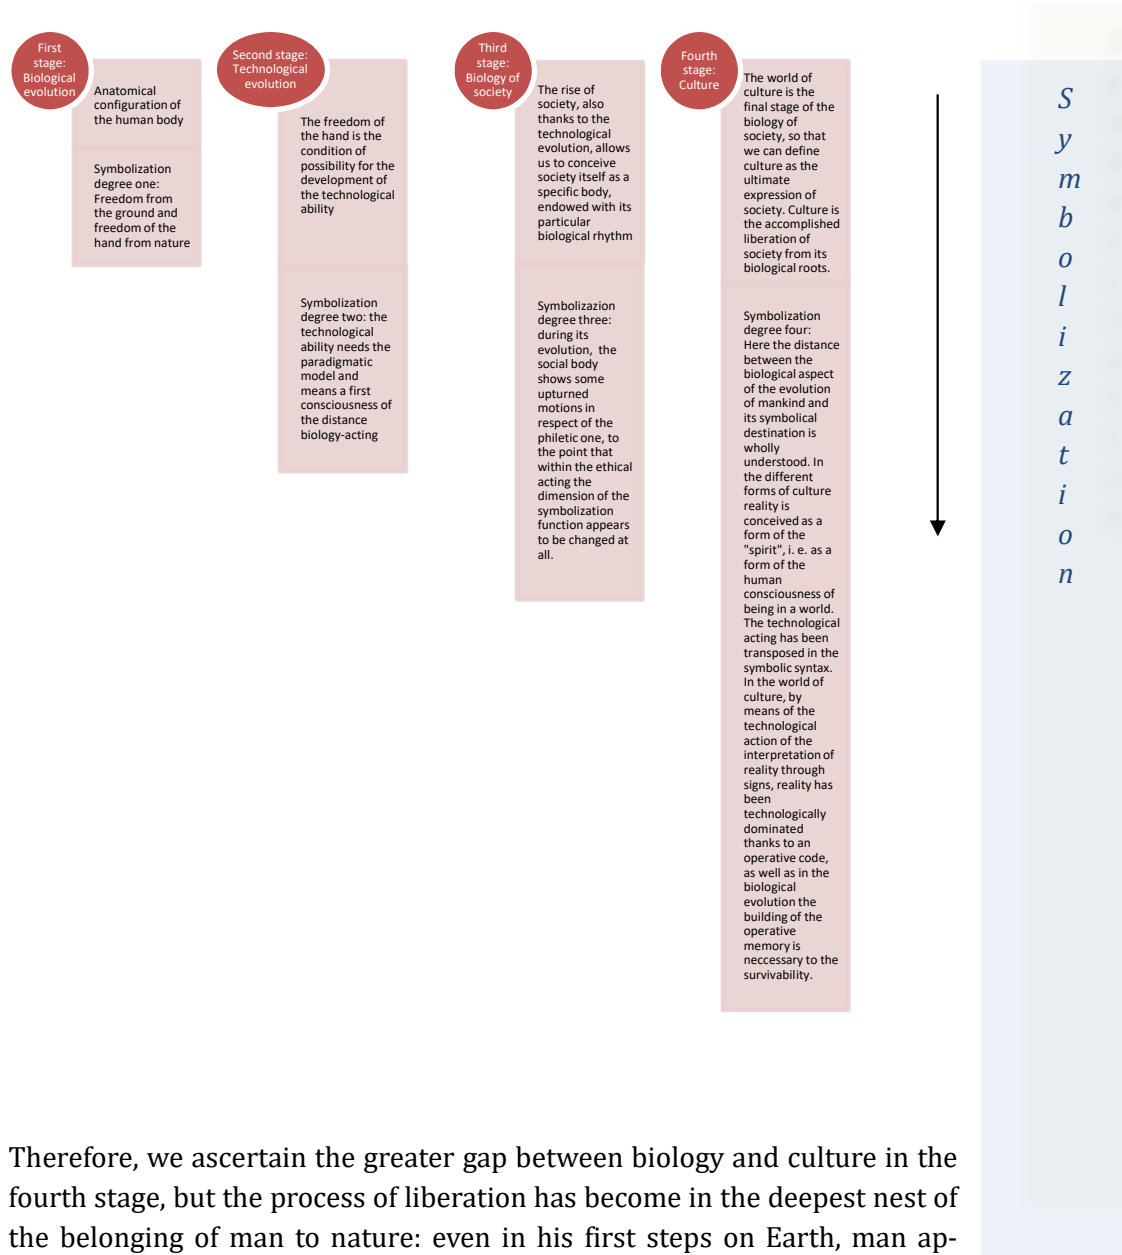 First
stage:
Biological
evolution
Anatomical
configuration of
the human body
Symbolization
degree one:
Freedom from
the ground and
freedom of the
hand from nature
Second stage:
Technological
evolution
The freedom of
the hand is the
condition of
possibility for the
development of
the technological
ability
Symbolization
degree two: the
technological
ability needs the
paradigmatic
model and
means a first
consciousness of
the distance
biology-acting
Third
stage:
Biology of
society
The rise of
society, also
thanks to the
technological
evolution, allows
us to conceive
society itself as a
specific body,
endowed with its
particular
biological rhythm
Symbolizazion
degree three:
during its
evolution, the
social body
shows some
upturned
motions in
respect of the
philetic one, to
the point that
within the ethical
acting the
dimension of the
symbolization
function appears
to be changed at
all.
Fourth
stage:
Culture
The world of
culture is the
final stage of the
biology of
society, so that
we can define
culture as the
ultimate
expression of
society. Culture is
the accomplished
liberation of
society from its
biological roots.
Symbolization
degree four:
Here the distance
between the
biological aspect
of the evolution
of mankind and
its symbolical
destination is
wholly
understood. In
the different
forms of culture
reality is
conceived as a
form of the
"spirit", i. e. as a
form of the
human
consciousness of
being in a world.
The technological
acting has been
transposed in the
symbolic syntax.
In the world of
culture, by
means of the
technological
action of the
interpretation of
reality through
signs, reality has
been
technologically
dominated
thanks to an
operative code,
as well as in the
biological
evolution the
building of the
operative
memory is
neccessary to the
survivability.
S
y
m
b
o
l
i
z
a
t
i
o
n
Therefore, we ascertain the greater gap between biology and culture in the
fourth stage, but the process of liberation has become in the deepest nest of
the belonging of man to nature: even in his first steps on Earth, man ap-